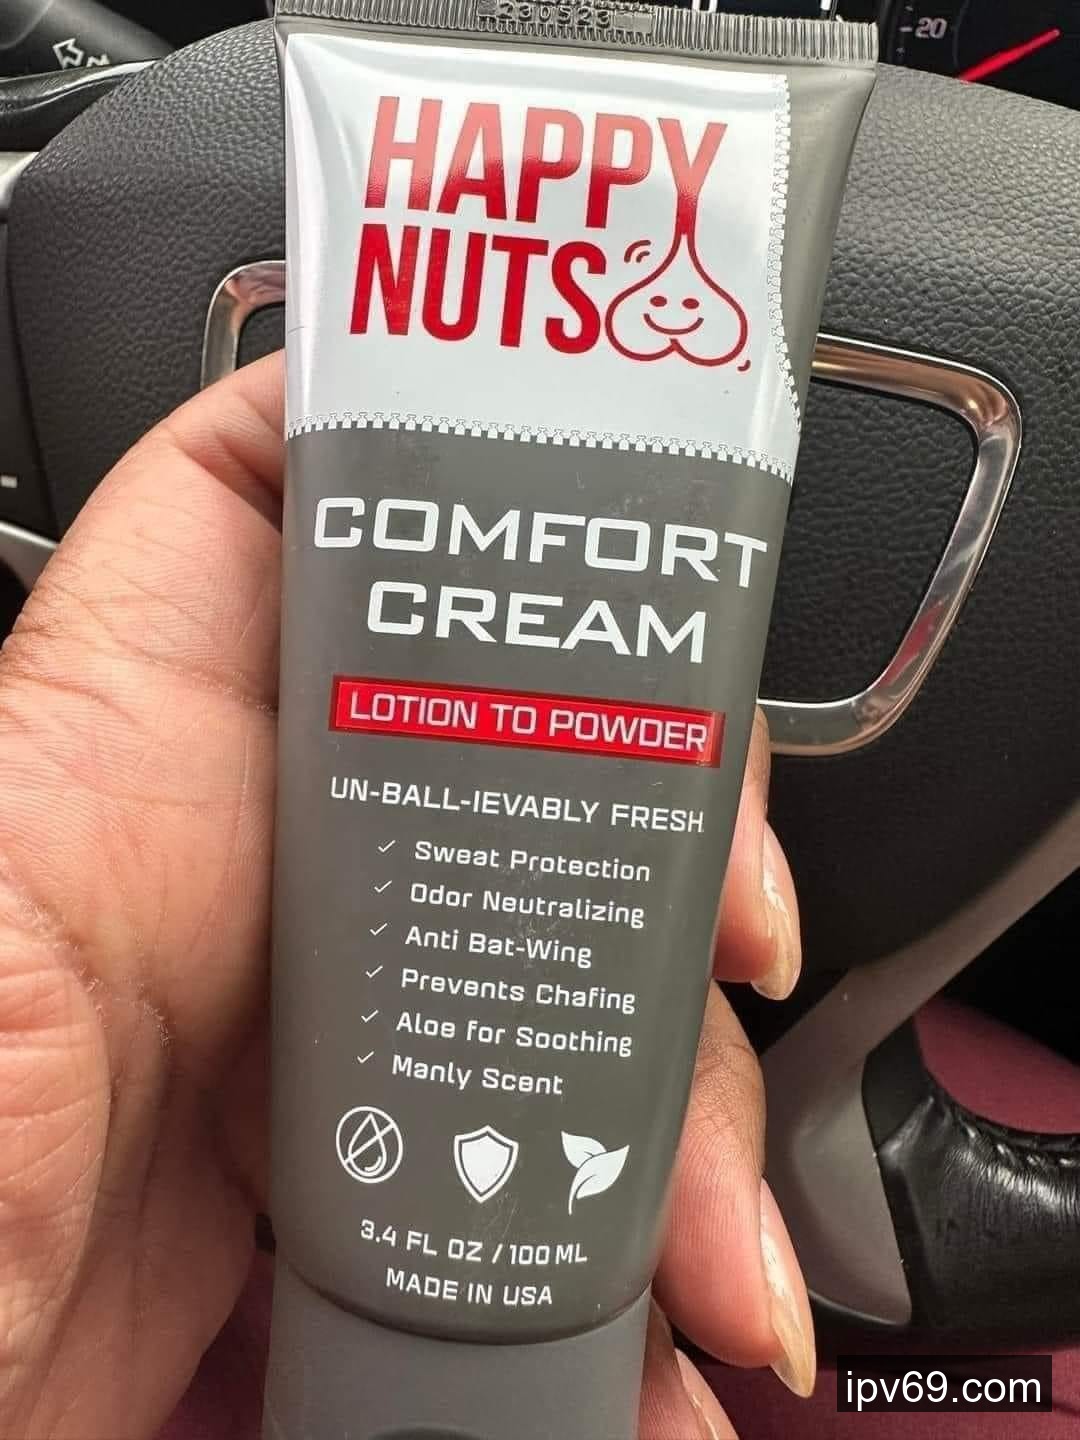 230523
20
HAPPY
NUTS
COMFORT
CREAM
LOTION TO POWDER
UN-BALL-IEVABLY FRESH
Sweat Protection
Odor Neutralizing
Anti Bat-Wing
Prevents Chafing
Aloe for Soothing
Manly Scent
3.4 FL OZ / 100 ML
MADE IN USA
ipv69.com